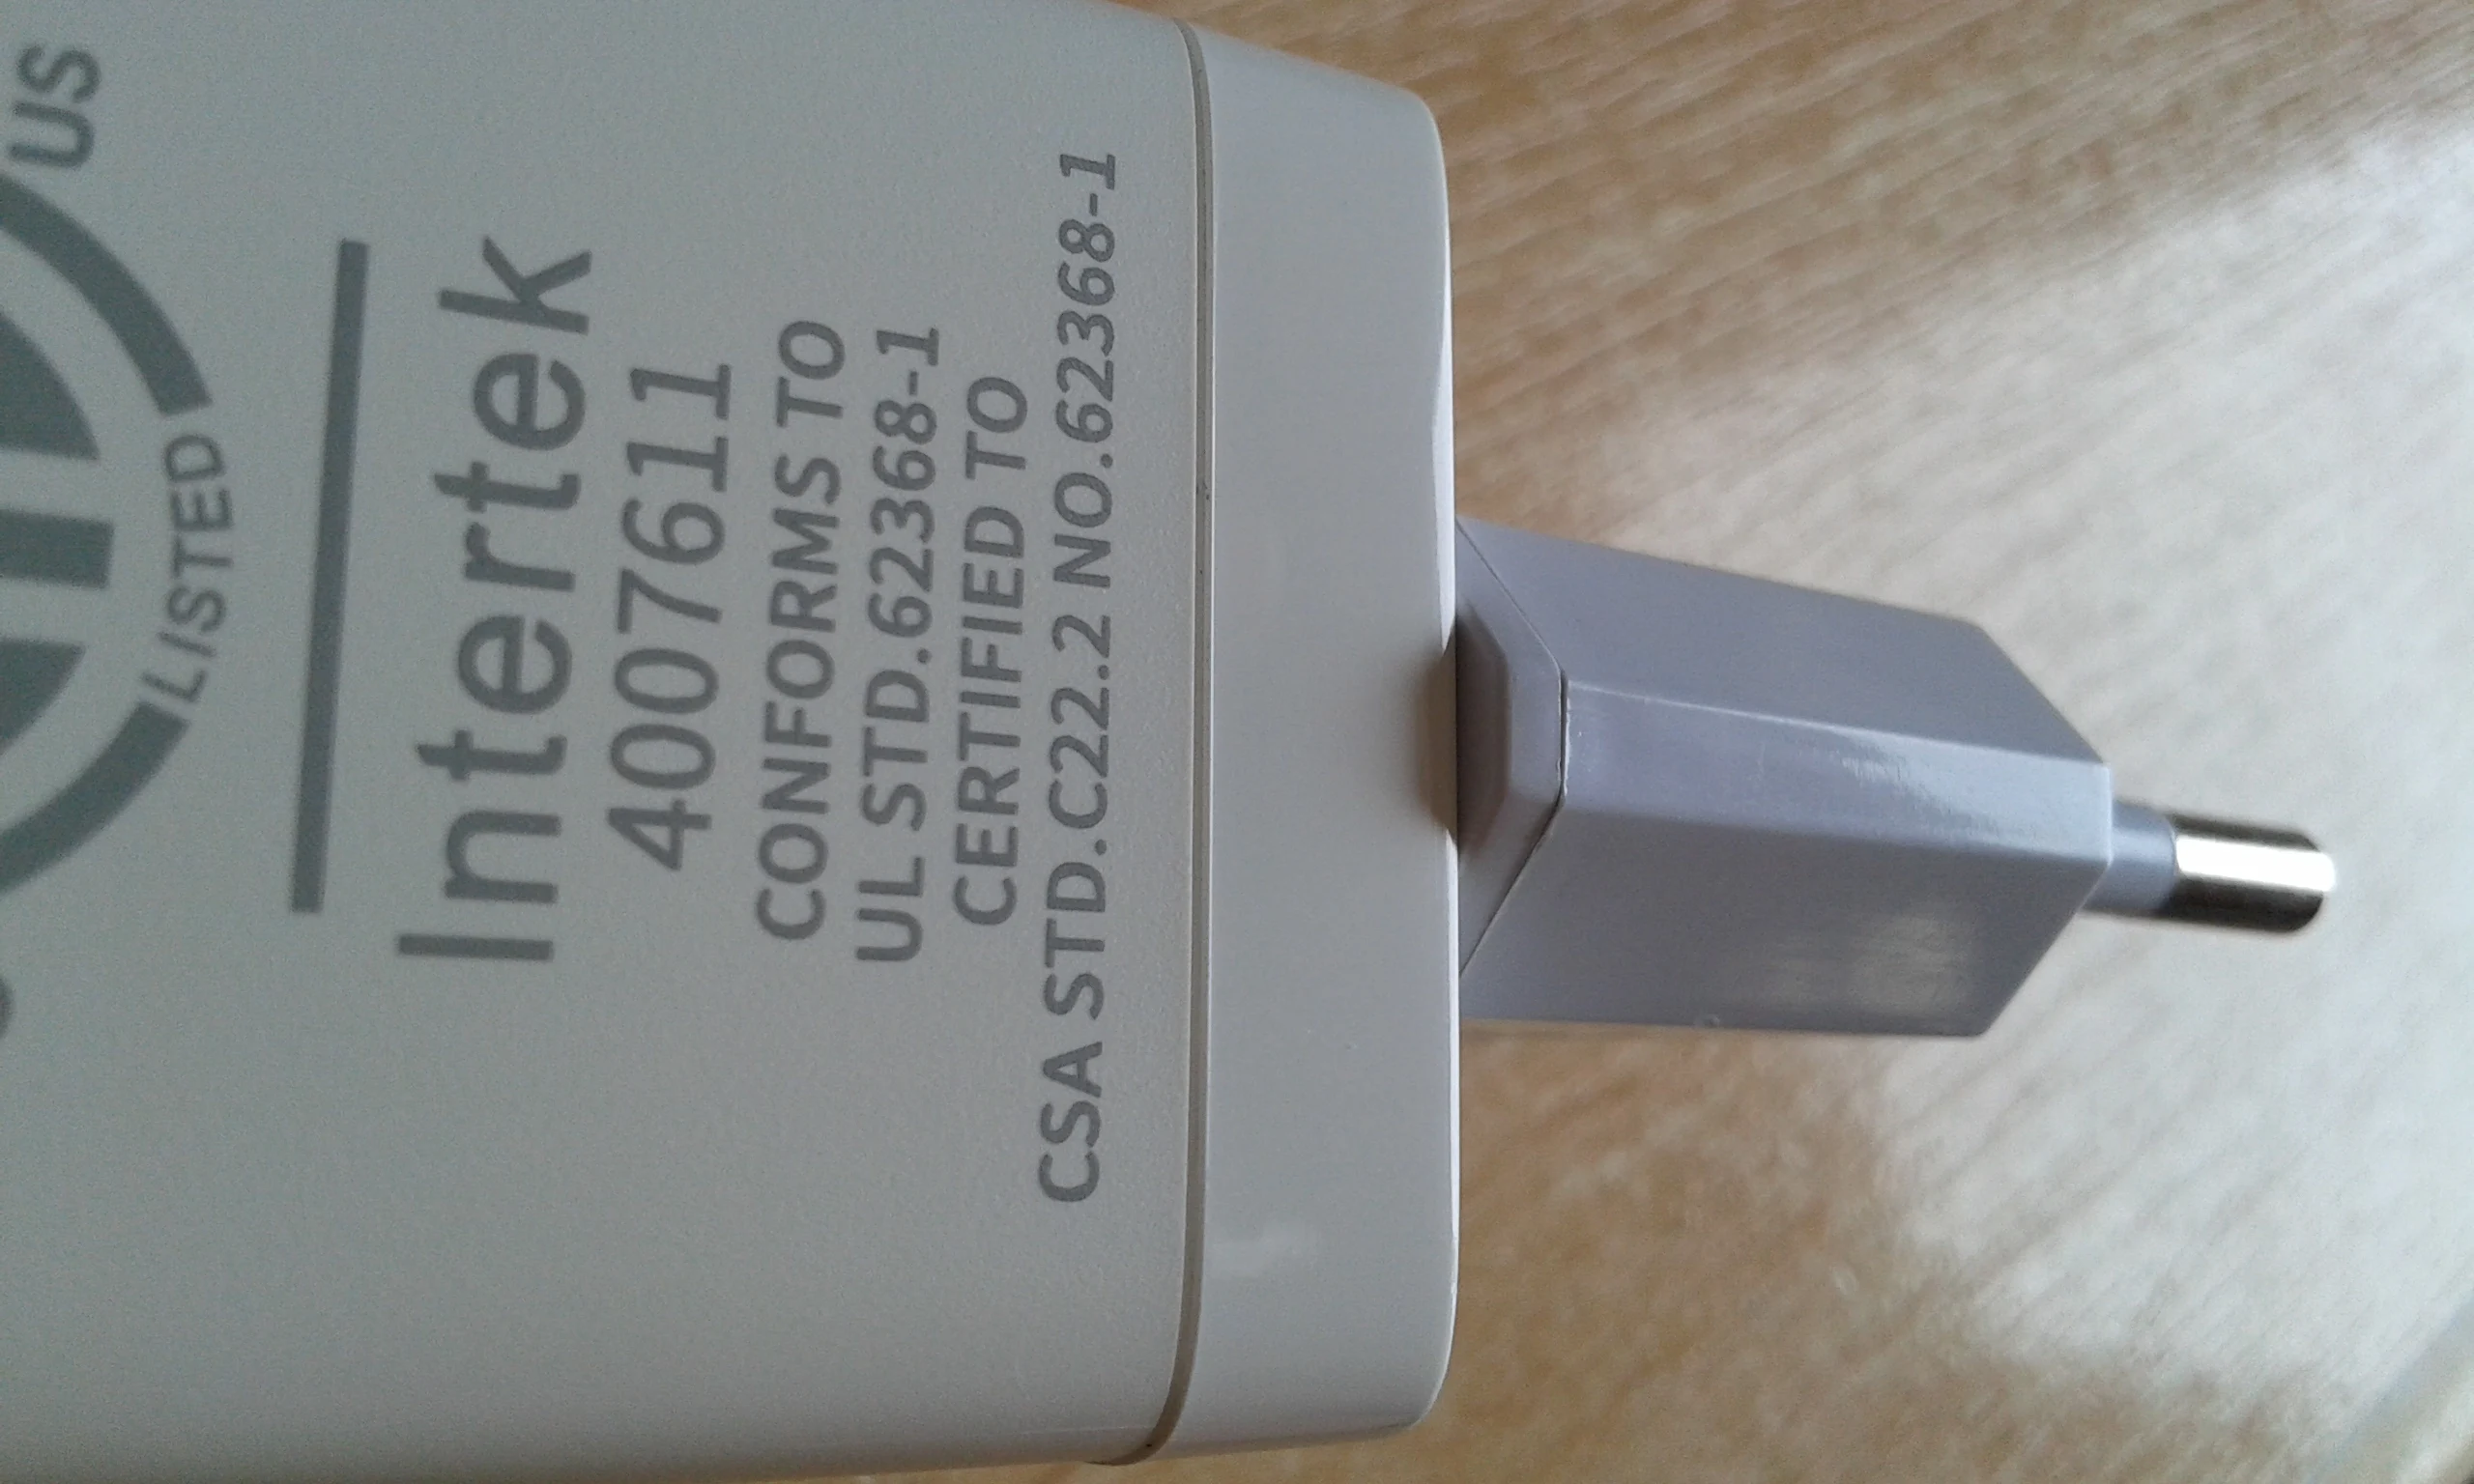 US
LISTED
Intertek
4007611
CONFORMS TO
UL STD.62368-1
CERTIFIED TO
CSA STD.C22.2 NO.62368-1